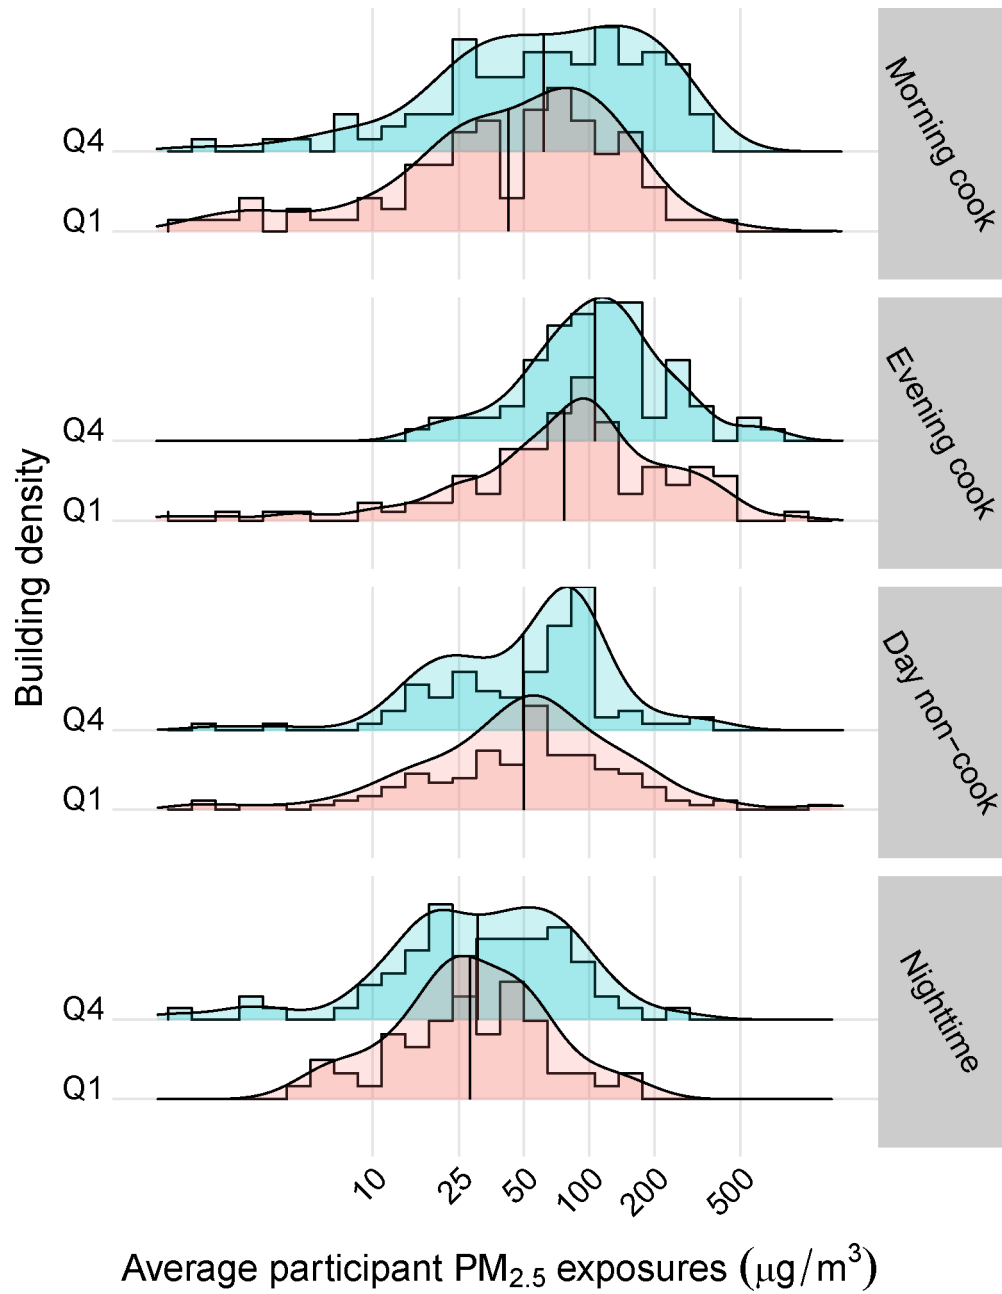 Building density
Q4
Q1
Morning cook
Q4
Q1
Evening cook
Q4
Q1
Day non−cook
Q4
Q1
Nighttime
10 25 50 100 200 500
Average participant PM2.5 exposures (μg/m³)